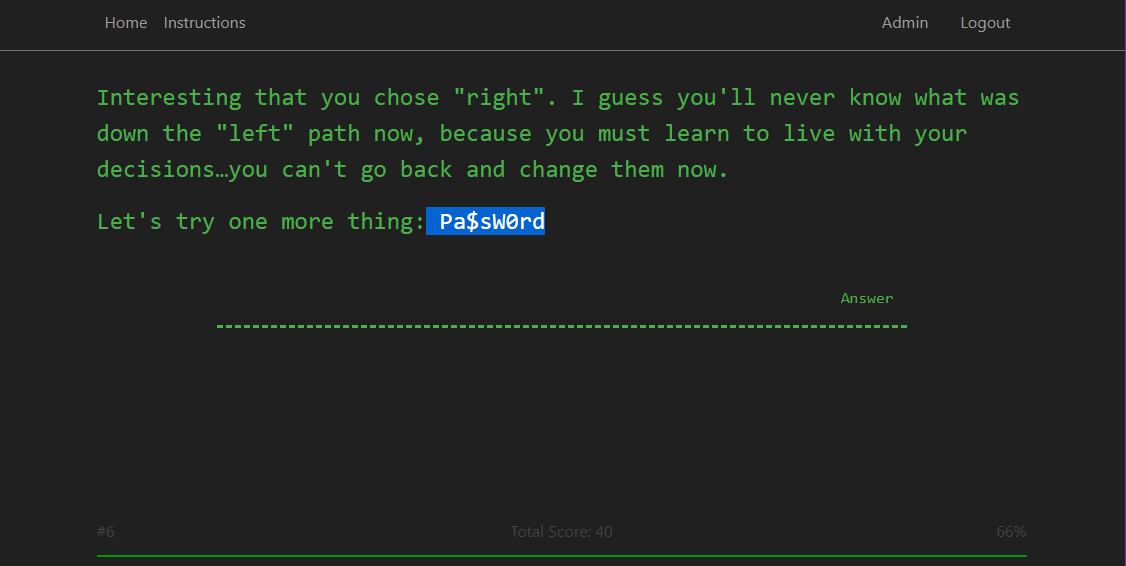 Home Instructions Admin Logout
Interesting that you chose "right". I guess you'll never know what was
down the "left" path now, because you must learn to live with your
decisions…you can't go back and change them now.
Let's try one more thing: Pa$sW0rd
Answer
#6 Total Score: 40 66%